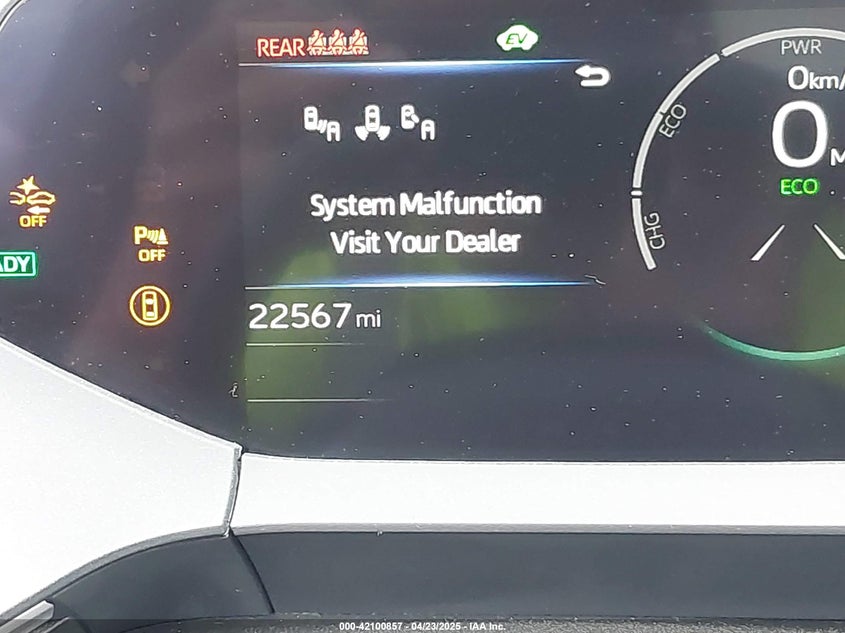 REAR
EV
PWR
0km/
ECO
A
A
0
System Malfunction
OFF
ECO
Visit Your Dealer
CHG
P
OFF
ADY
22567 mi
000-42100857 - 04/23/2025 - IAA Inc.